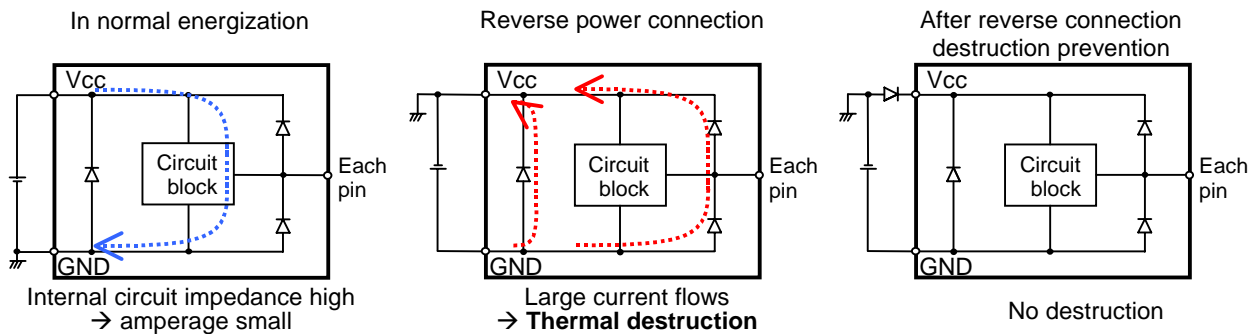 In normal energization
Vcc
Circuit
block
Each
pin
GND
Internal circuit impedance high
→ amperage small
Reverse power connection
Vcc
Circuit
block
Each
pin
GND
Large current flows
→ Thermal destruction
After reverse connection
destruction prevention
Vcc
Circuit
block
Each
pin
GND
No destruction